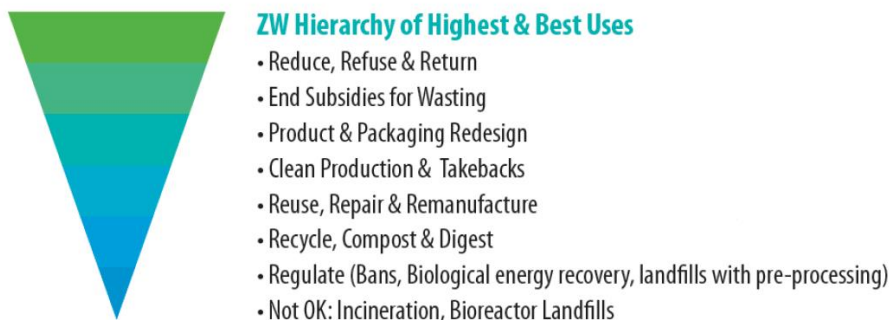 ZW Hierarchy of Highest & Best Uses
• Reduce, Refuse & Return
• End Subsidies for Wasting
• Product & Packaging Redesign
• Clean Production & Takebacks
• Reuse, Repair & Remanufacture
• Recycle, Compost & Digest
• Regulate (Bans, Biological energy recovery, landfills with pre-processing)
• Not OK: Incineration, Bioreactor Landfills